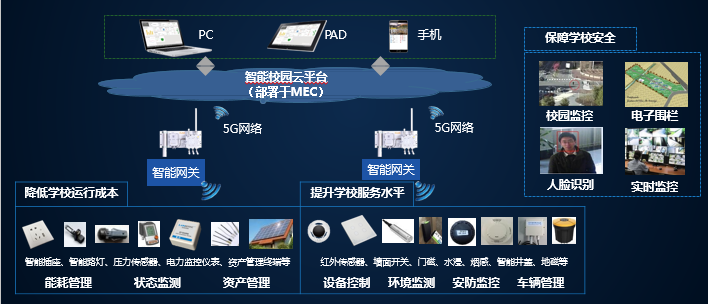 PC
PAD
手机
智能校园云平台
（部署于MEC）
5G网络
5G网络
智能网关
智能网关
降低学校运行成本
智能插座、智能路灯、压力传感器、电力监控仪表、资产管理终端等
能耗管理
状态监测
资产管理
提升学校服务水平
红外传感器、墙面开关、门磁、水浸、烟感、智能井盖、地磁等
设备控制
环境监测
安防监控
车辆管理
保障学校安全
校园监控
电子围栏
人脸识别
实时监控